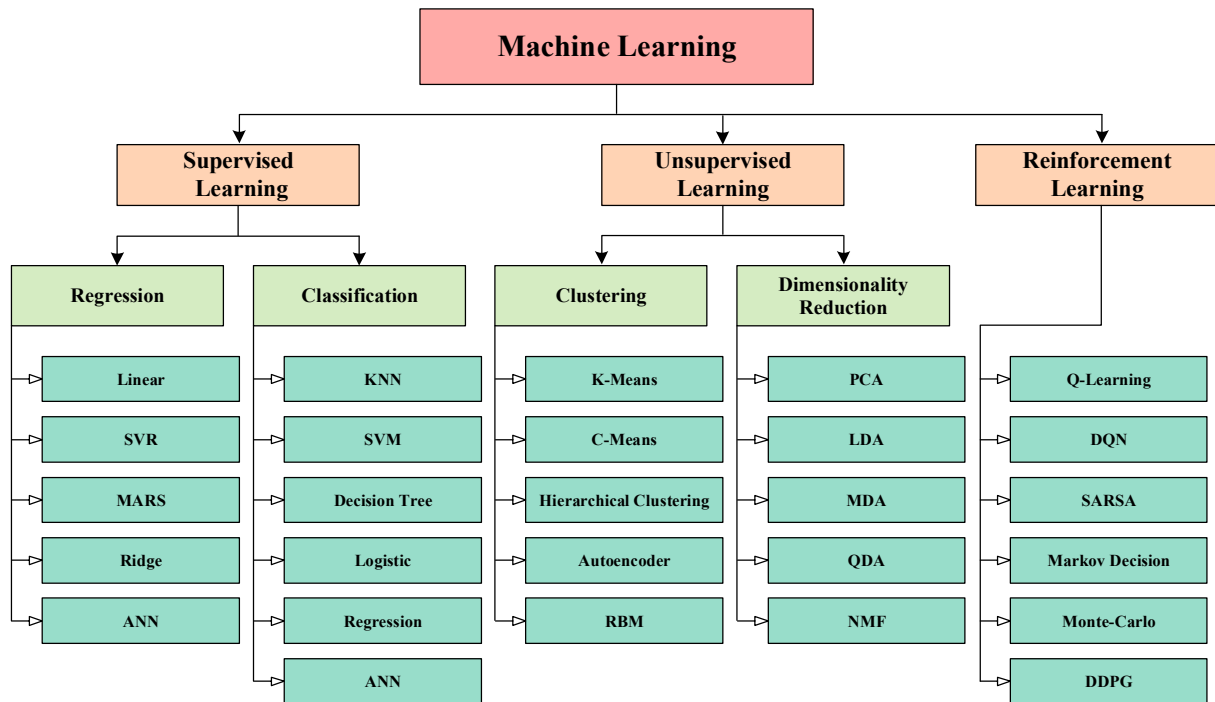 Machine Learning
Supervised
Learning
Unsupervised
Learning
Reinforcement
Learning
Regression
Classification
Clustering
Dimensionality
Reduction
Linear
KNN
K-Means
PCA
Q-Learning
SVR
SVM
C-Means
LDA
DQN
MARS
Decision Tree
Hierarchical Clustering
MDA
SARSA
Ridge
Logistic
Autoencoder
QDA
Markov Decision
ANN
Regression
RBM
NMF
Monte-Carlo
ANN
DDPG